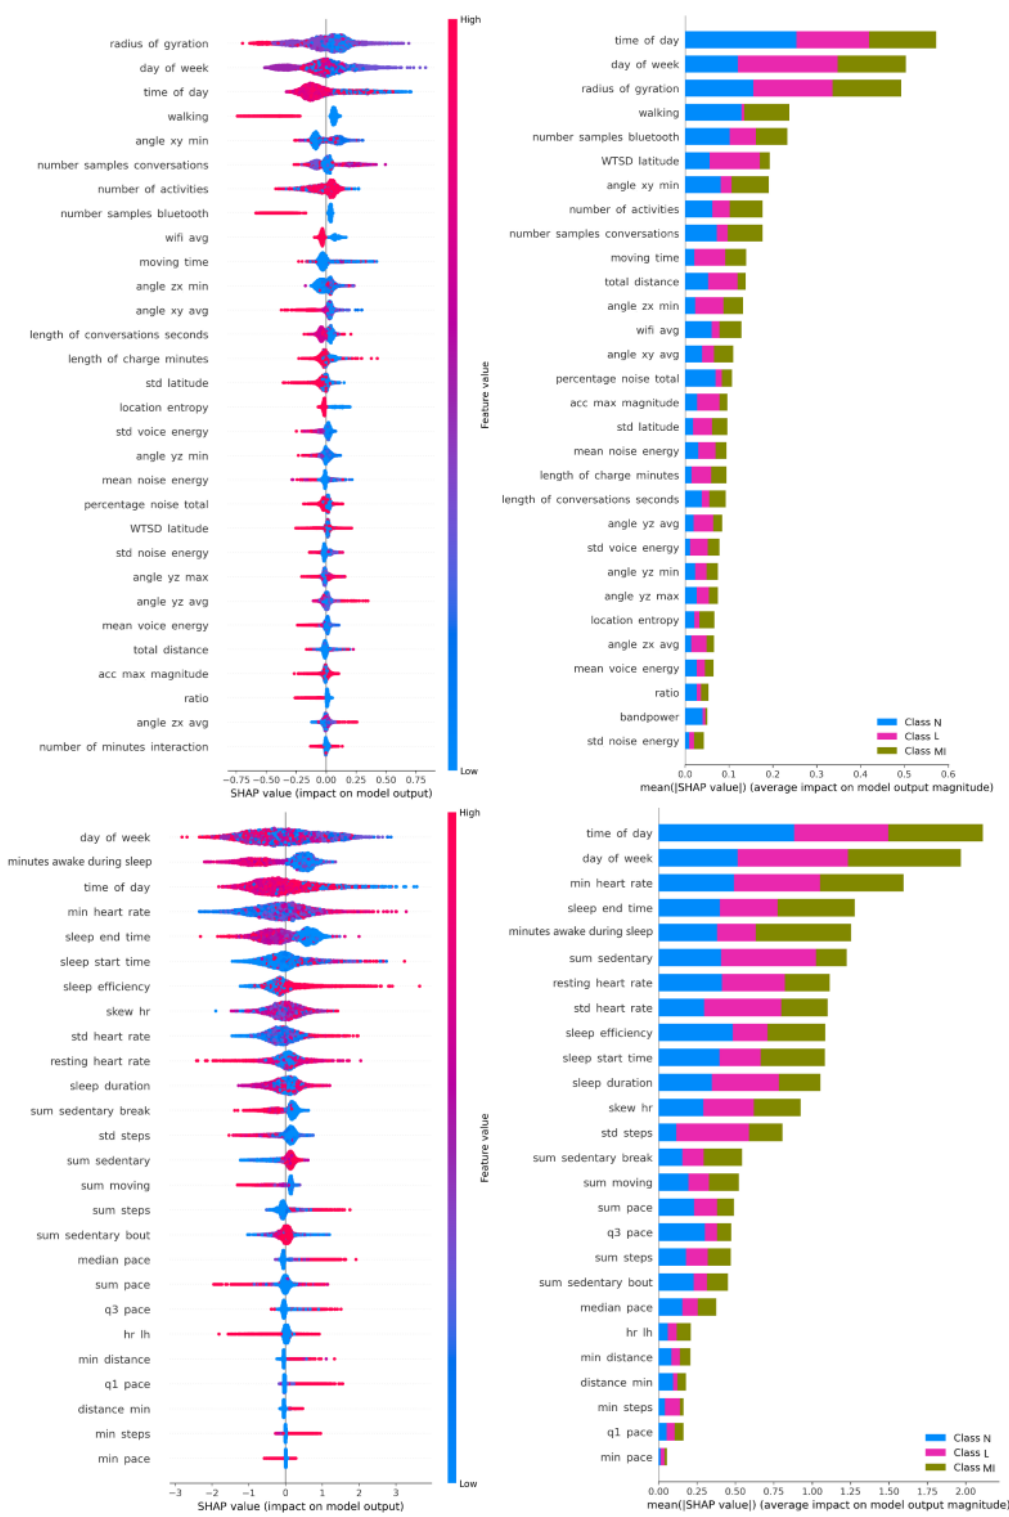 High
radius of gyration
day of week
time of day
walking
angle xy min
number samples conversations
number of activities
number samples bluetooth
wifi avg
moving time
angle zx min
angle xy avg
length of conversations seconds
length of charge minutes
std latitude
location entropy
std voice energy
angle yz min
mean noise energy
percentage noise total
WTSD latitude
std noise energy
angle yz max
angle yz avg
mean voice energy
total distance
acc max magnitude
ratio
angle zx avg
number of minutes interaction
Feature value
Low
−0.75 −0.50 −0.25 0.00 0.25 0.50 0.75
SHAP value (impact on model output)
time of day
day of week
radius of gyration
walking
number samples bluetooth
WTSD latitude
angle xy min
number of activities
number samples conversations
moving time
total distance
angle zx min
wifi avg
angle xy avg
percentage noise total
acc max magnitude
std latitude
mean noise energy
length of charge minutes
length of conversations seconds
angle yz avg
std voice energy
angle yz min
angle yz max
location entropy
angle zx avg
mean voice energy
ratio
bandpower
std noise energy
Class N
Class L
Class MI
0.0 0.1 0.2 0.3 0.4 0.5 0.6
mean(|SHAP value|) (average impact on model output magnitude)
High
day of week
minutes awake during sleep
time of day
min heart rate
sleep end time
sleep start time
sleep efficiency
skew hr
std heart rate
resting heart rate
sleep duration
sum sedentary break
std steps
sum sedentary
sum moving
sum steps
sum sedentary bout
median pace
sum pace
q3 pace
hr lh
min distance
q1 pace
distance min
min steps
min pace
Feature value
Low
−3 −2 −1 0 1 2 3
SHAP value (impact on model output)
time of day
day of week
min heart rate
sleep end time
minutes awake during sleep
sum sedentary
resting heart rate
std heart rate
sleep efficiency
sleep start time
sleep duration
skew hr
std steps
sum sedentary break
sum moving
sum pace
q3 pace
sum steps
sum sedentary bout
median pace
hr lh
min distance
distance min
min steps
q1 pace
min pace
Class N
Class L
Class MI
0.00 0.25 0.50 0.75 1.00 1.25 1.50 1.75 2.00
mean(|SHAP value|) (average impact on model output magnitude)